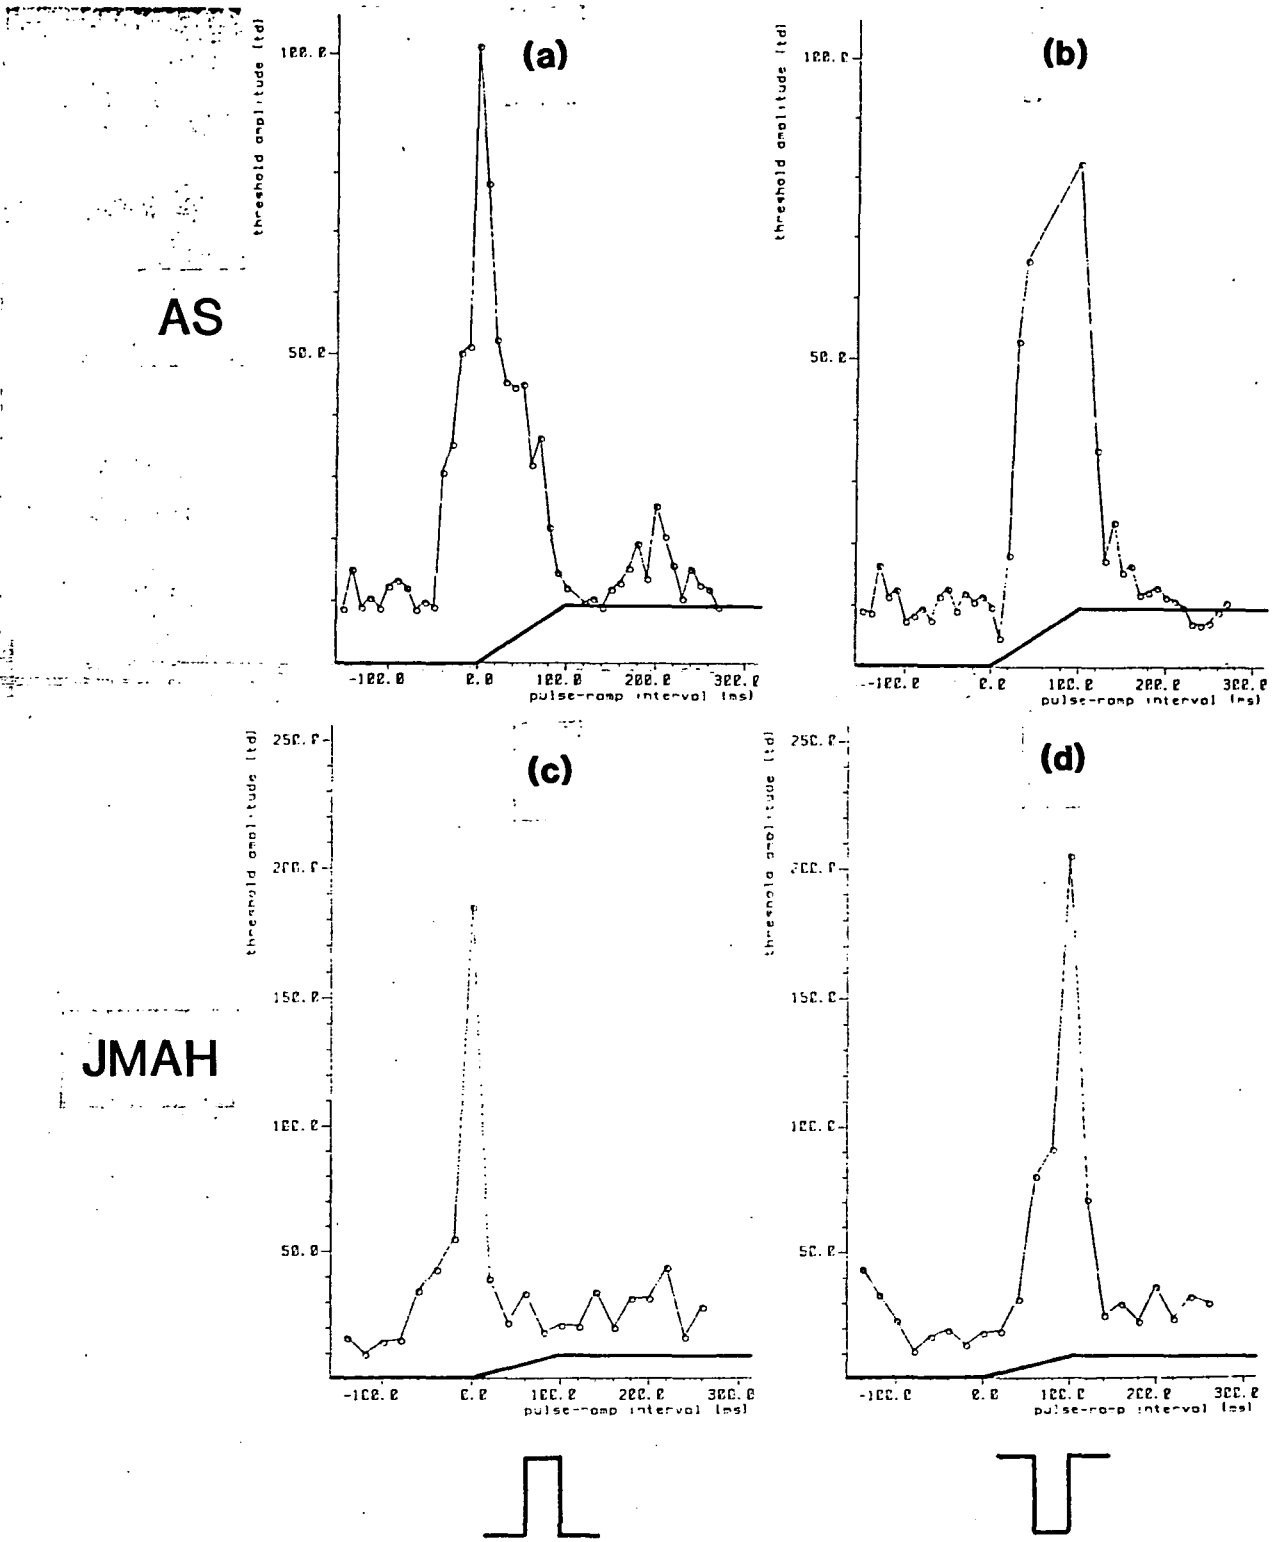 (a)
(b)
100.0
100.0
threshold amplitude (td)
threshold amplitude (td)
AS
50.0
50.0
-100.0 0.0 100.0 200.0 300.0
pulse-ramp interval (ms)
-100.0 0.0 100.0 200.0 300.0
pulse-ramp interval (ms)
250.0
250.0
(c)
(d)
threshold amplitude (td)
threshold amplitude (td)
200.0
200.0
150.0
150.0
JMAH
100.0
100.0
50.0
50.0
-100.0 0.0 100.0 200.0 300.0
pulse-ramp interval (ms)
-100.0 0.0 100.0 200.0 300.0
pulse-ramp interval (ms)